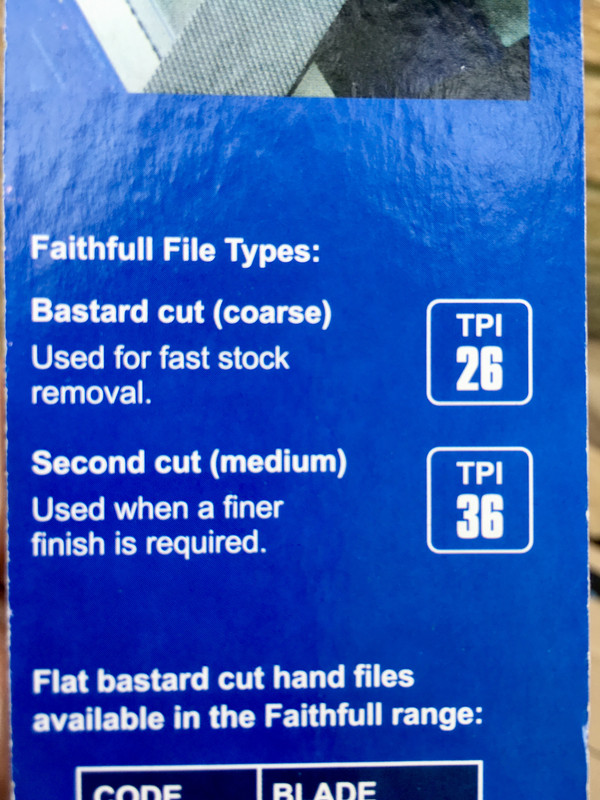 Faithfull File Types:
Bastard cut (coarse)
Used for fast stock
removal.
TPI
26
Second cut (medium)
Used when a finer
finish is required.
TPI
36
Flat bastard cut hand files
available in the Faithfull range:
CODE BLADE